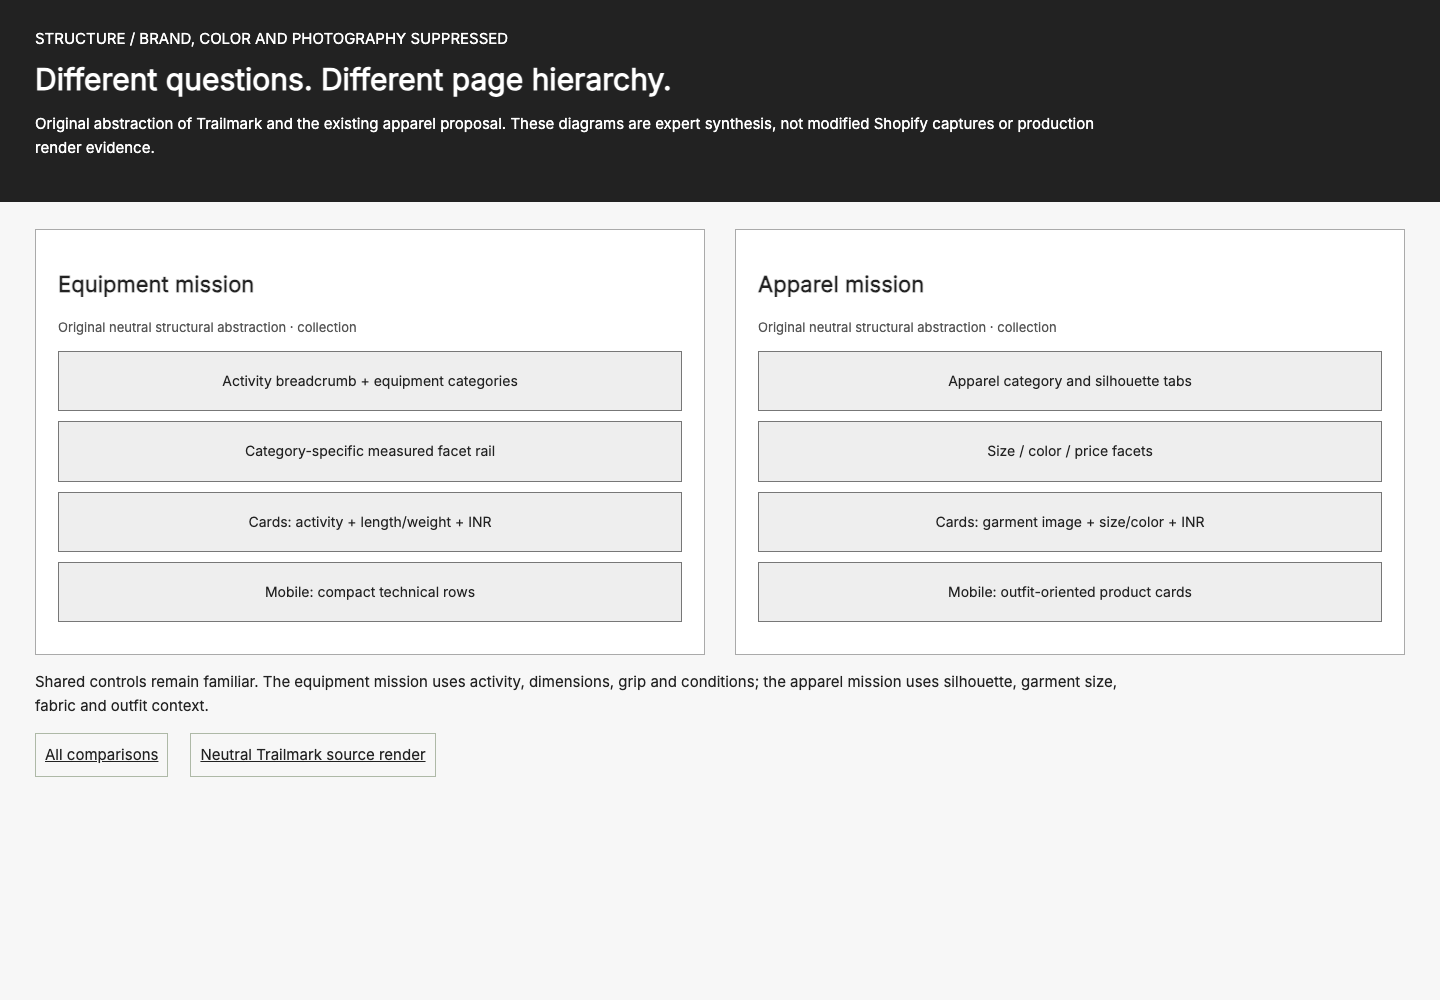 STRUCTURE / BRAND, COLOR AND PHOTOGRAPHY SUPPRESSED
Different questions. Different page hierarchy.
Original abstraction of Trailmark and the existing apparel proposal. These diagrams are expert synthesis, not modified Shopify captures or production
render evidence.
Equipment mission
Original neutral structural abstraction · collection
Activity breadcrumb + equipment categories
Category-specific measured facet rail
Cards: activity + length/weight + INR
Mobile: compact technical rows
Apparel mission
Original neutral structural abstraction · collection
Apparel category and silhouette tabs
Size / color / price facets
Cards: garment image + size/color + INR
Mobile: outfit-oriented product cards
Shared controls remain familiar. The equipment mission uses activity, dimensions, grip and conditions; the apparel mission uses silhouette, garment size,
fabric and outfit context.
All comparisons
Neutral Trailmark source render